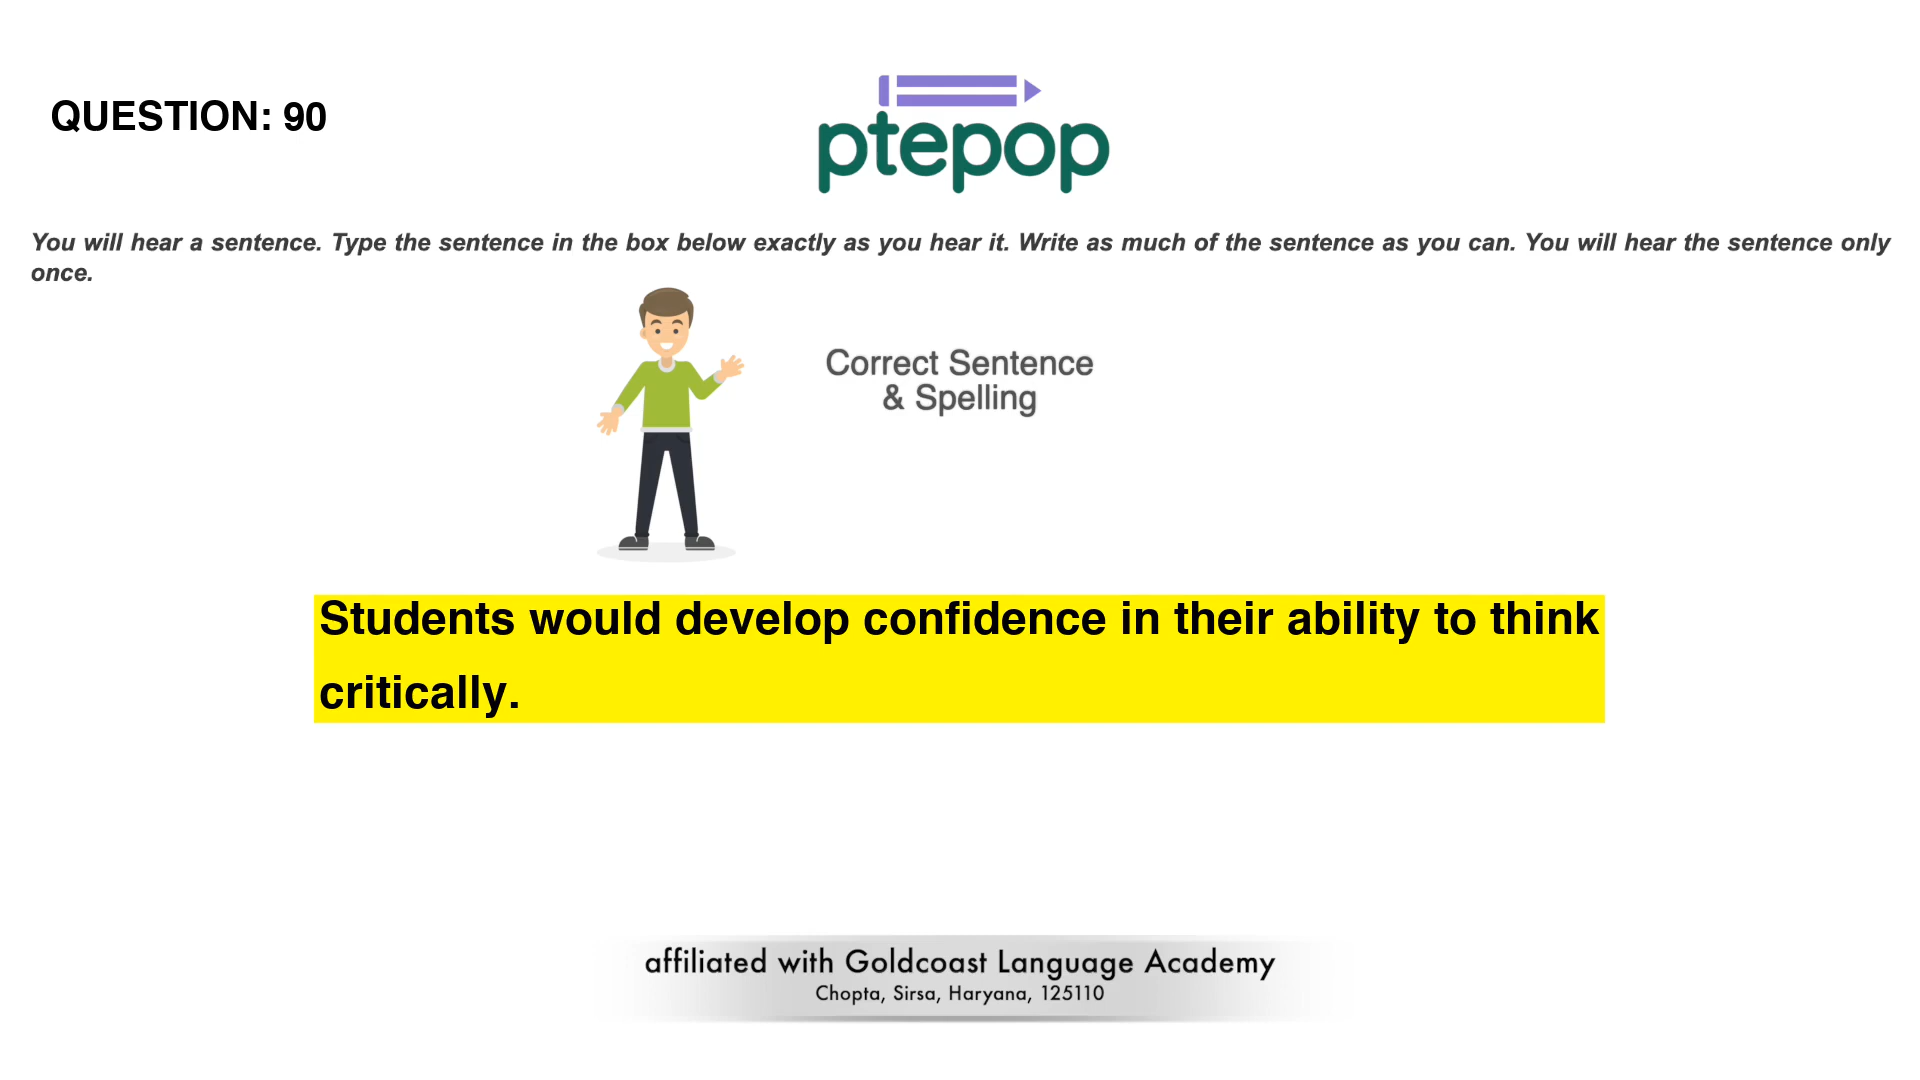 QUESTION: 90
ptepop
You will hear a sentence. Type the sentence in the box below exactly as you hear it. Write as much of the sentence as you can. You will hear the sentence only
once.
Correct Sentence
& Spelling
Students would develop confidence in their ability to think
critically.
affiliated with Goldcoast Language Academy
Chopta, Sirsa, Haryana, 125110